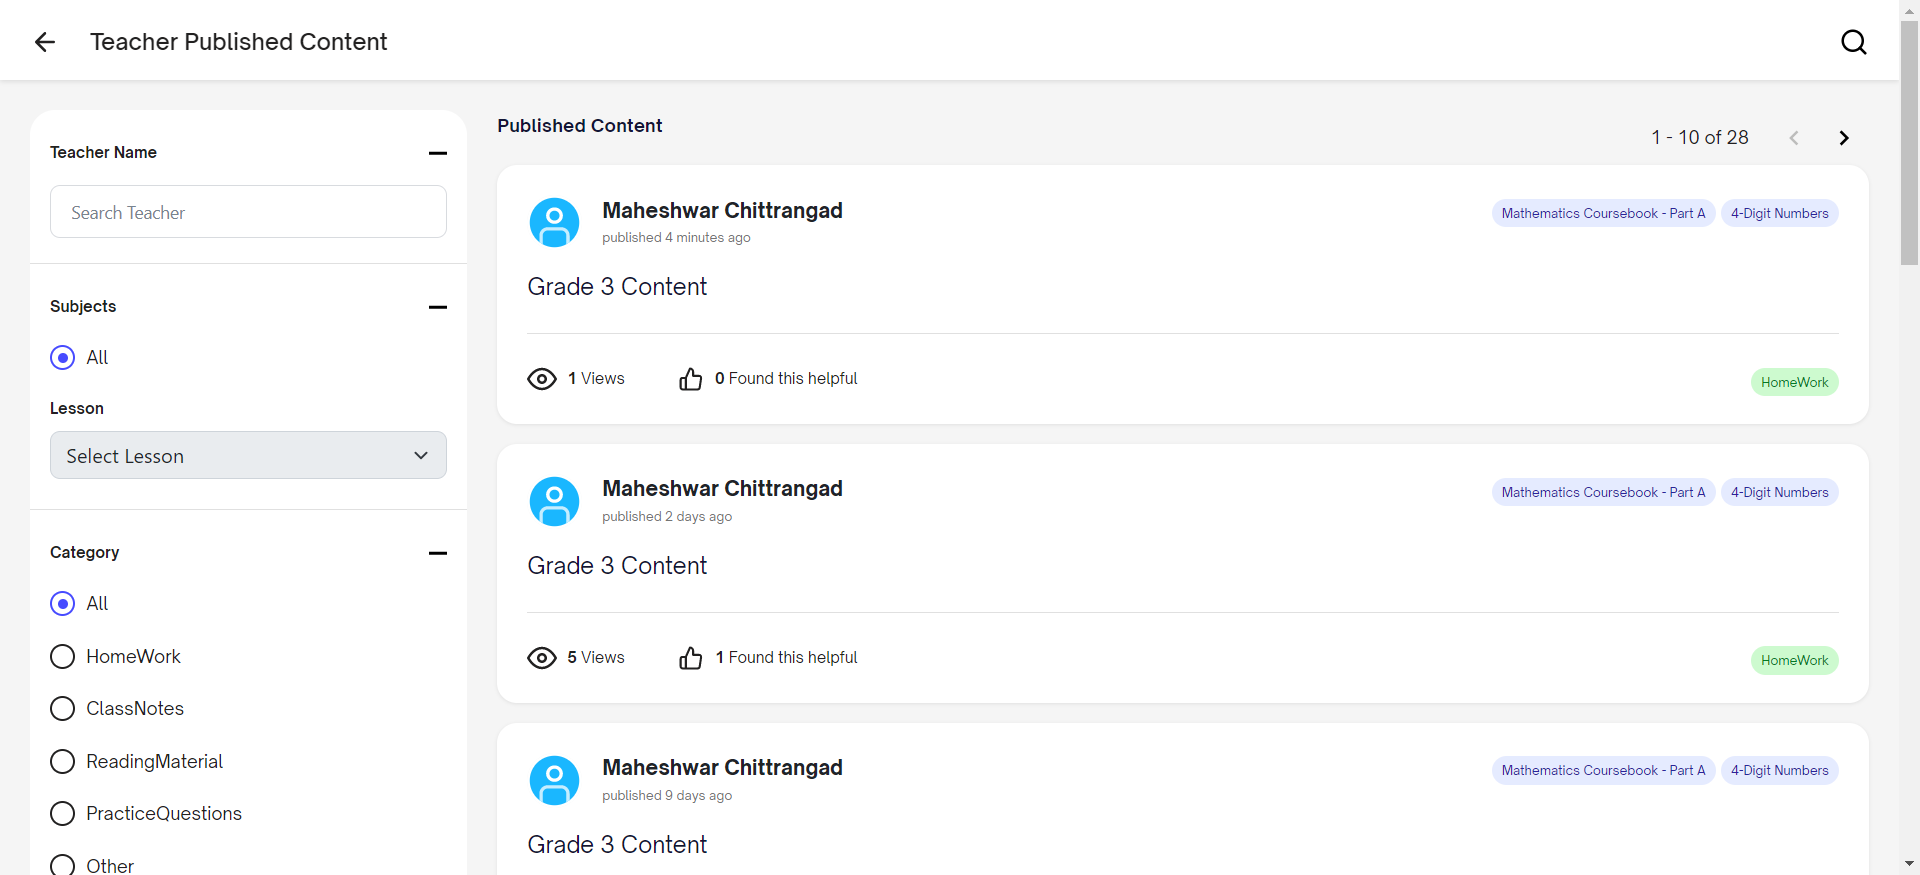 Teacher Published Content
Teacher Name
Search Teacher
Subjects
All
Lesson
Select Lesson
Category
All
HomeWork
ClassNotes
ReadingMaterial
PracticeQuestions
Other
Published Content
1 - 10 of 28
Maheshwar Chittrangad
published 4 minutes ago
Mathematics Coursebook - Part A
4-Digit Numbers
Grade 3 Content
1 Views
0 Found this helpful
HomeWork
Maheshwar Chittrangad
published 2 days ago
Mathematics Coursebook - Part A
4-Digit Numbers
Grade 3 Content
5 Views
1 Found this helpful
HomeWork
Maheshwar Chittrangad
published 9 days ago
Mathematics Coursebook - Part A
4-Digit Numbers
Grade 3 Content